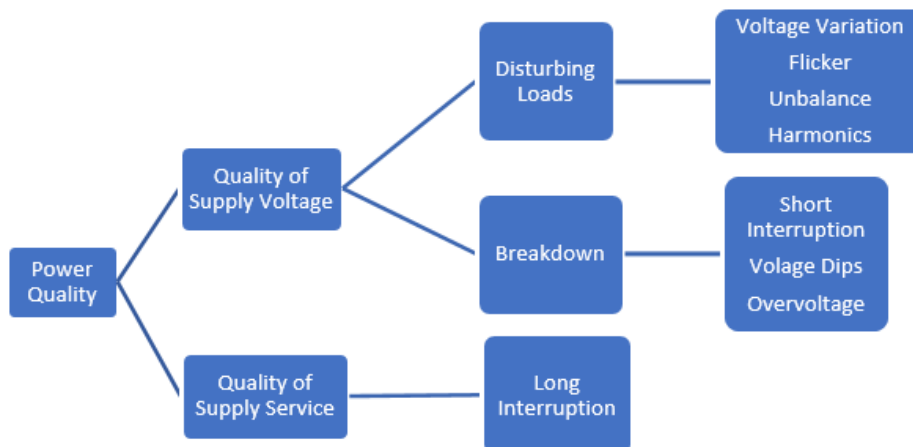 Power
Quality
Quality of
Supply Voltage
Quality of
Supply Service
Disturbing
Loads
Breakdown
Long
Interruption
Voltage Variation
Flicker
Unbalance
Harmonics
Short
Interruption
Volage Dips
Overvoltage